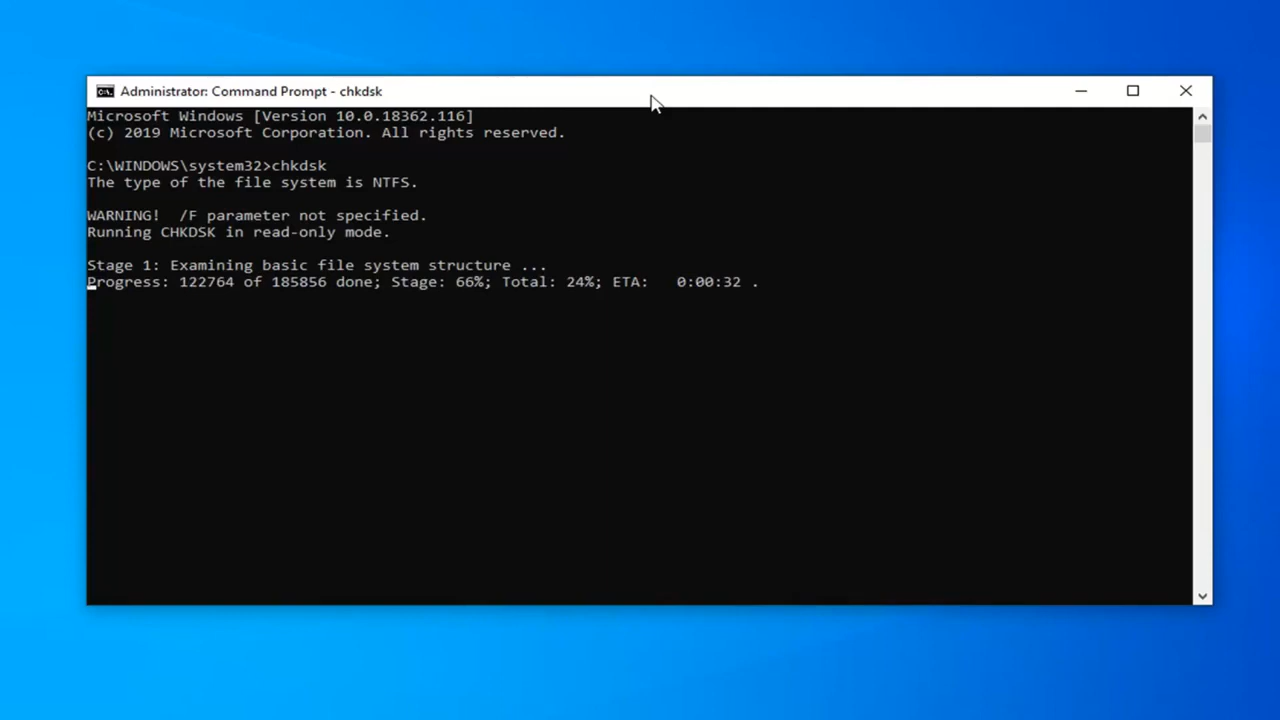 Administrator: Command Prompt - chkdsk
Microsoft Windows [Version 10.0.18362.116]
(c) 2019 Microsoft Corporation. All rights reserved.
C:\WINDOWS\system32>chkdsk
The type of the file system is NTFS.
WARNING!  /F parameter not specified.
Running CHKDSK in read-only mode.
Stage 1: Examining basic file system structure ...
Progress: 122764 of 185856 done; Stage: 66%; Total: 24%; ETA:   0:00:32 .